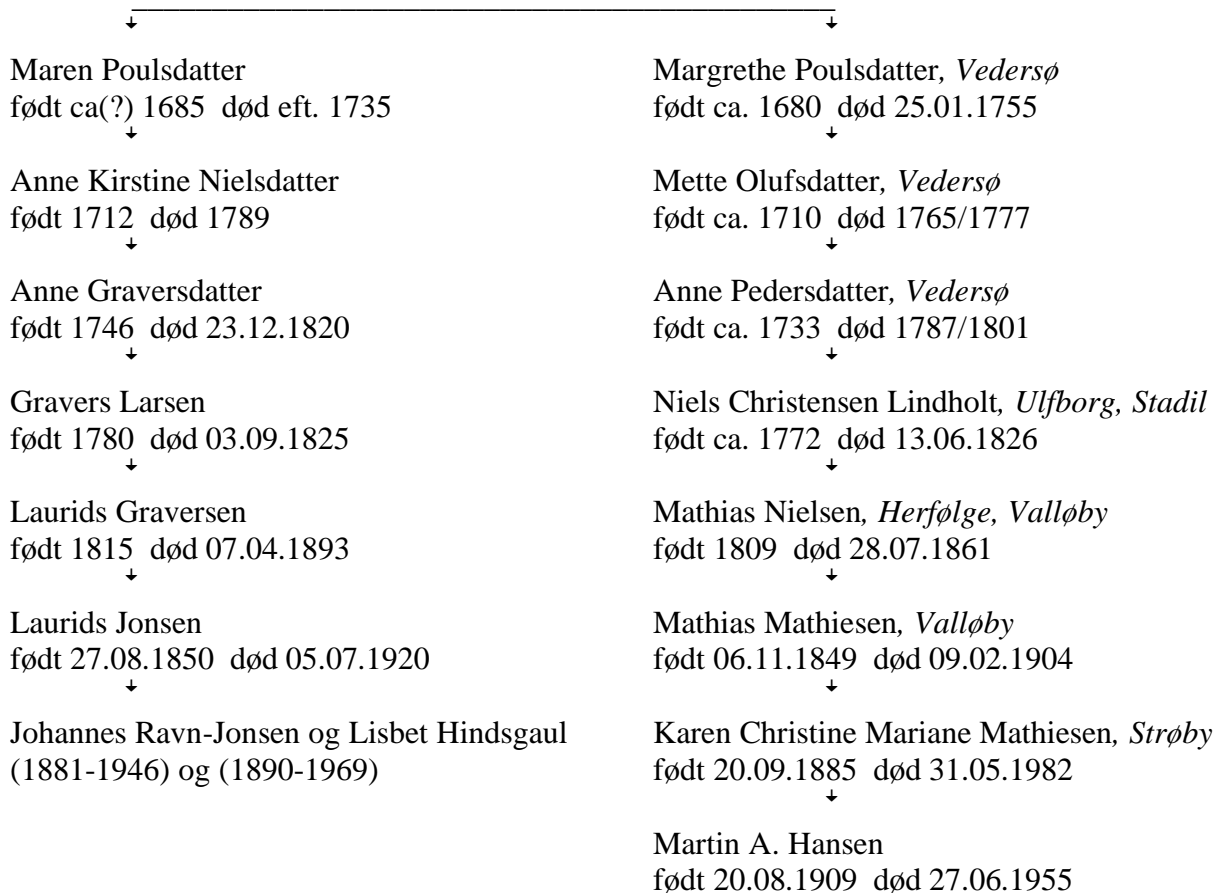 Maren Poulsdatter
født ca(?) 1685 død eft. 1735
Anne Kirstine Nielsdatter
født 1712 død 1789
Anne Graversdatter
født 1746 død 23.12.1820
Gravers Larsen
født 1780 død 03.09.1825
Laurids Graversen
født 1815 død 07.04.1893
Laurids Jonsen
født 27.08.1850 død 05.07.1920
Johannes Ravn-Jonsen og Lisbet Hindsgaul
(1881-1946) og (1890-1969)
Margrethe Poulsdatter, Vedersø
født ca. 1680 død 25.01.1755
Mette Olufsdatter, Vedersø
født ca. 1710 død 1765/1777
Anne Pedersdatter, Vedersø
født ca. 1733 død 1787/1801
Niels Christensen Lindholt, Ulfborg, Stadil
født ca. 1772 død 13.06.1826
Mathias Nielsen, Herfølge, Valløby
født 1809 død 28.07.1861
Mathias Mathiesen, Valløby
født 06.11.1849 død 09.02.1904
Karen Christine Mariane Mathiesen, Strøby
født 20.09.1885 død 31.05.1982
Martin A. Hansen
født 20.08.1909 død 27.06.1955